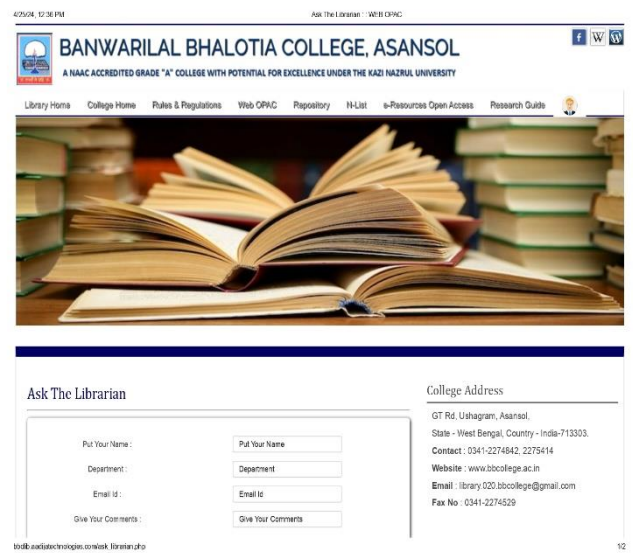 4/25/24, 12:36 PM
Ask The Librarian : : WEB OPAC
BANWARILAL BHALOTIA COLLEGE, ASANSOL
A NAAC ACCREDITED GRADE "A" COLLEGE WITH POTENTIAL FOR EXCELLENCE UNDER THE KAZI NAZRUL UNIVERSITY
f W W
Library Home College Home Rules & Regulations Web OPAC Repository N-List e-Resources Open Access Research Guide
Ask The Librarian
Put Your Name : Put Your Name
Department : Department
Email Id : Email Id
Give Your Comments : Give Your Comments
College Address
GT Rd, Ushagram, Asansol,
State - West Bengal, Country - India-713303.
Contact : 0341-2274842, 2275414
Website : www.bbcollege.ac.in
Email : library.020.bbcollege@gmail.com
Fax No : 0341-2274529
bbclib.aadijatechnologies.com/ask_librarian.php
1/2